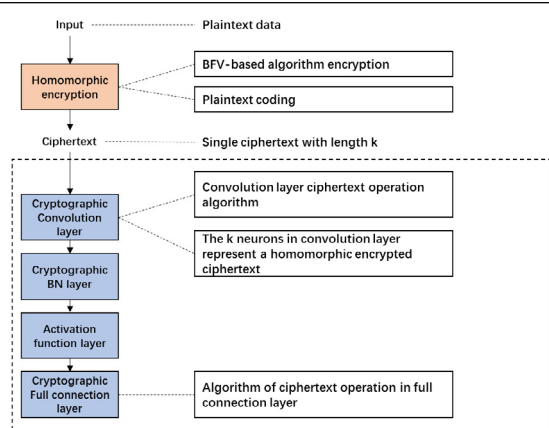 Input
Plaintext data
Homomorphic
encryption
BFV-based algorithm encryption
Plaintext coding
Ciphertext
Single ciphertext with length k
Cryptographic
Convolution
layer
Convolution layer ciphertext operation
algorithm
The k neurons in convolution layer
represent a homomorphic encrypted
ciphertext
Cryptographic
BN layer
Activation
function layer
Cryptographic
Full connection
layer
Algorithm of ciphertext operation in full
connection layer